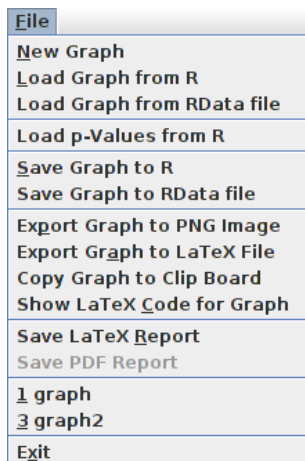 File
New Graph
Load Graph from R
Load Graph from RData file
Load p-Values from R
Save Graph to R
Save Graph to RData file
Export Graph to PNG Image
Export Graph to LaTeX File
Copy Graph to Clip Board
Show LaTeX Code for Graph
Save LaTeX Report
Save PDF Report
1 graph
3 graph2
Exit